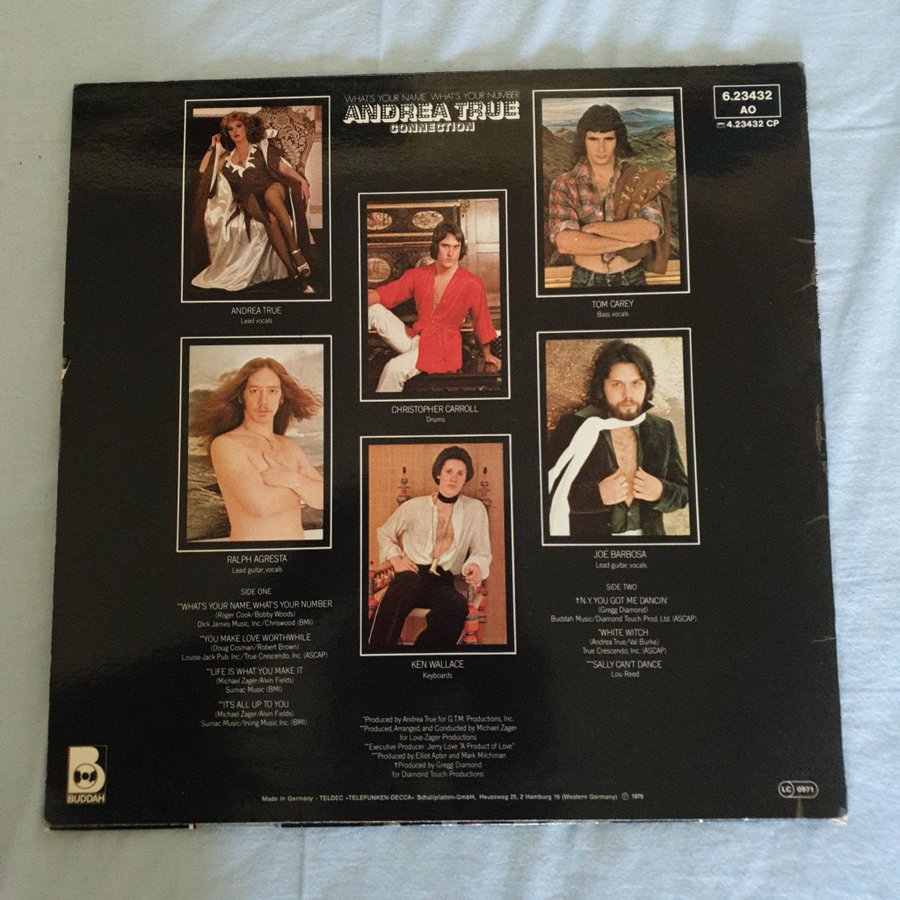 WHAT'S YOUR NAME WHAT'S YOUR NUMBER
ANDREA TRUE
CONNECTION
6.23432
AO
4.23432 CP
ANDREA TRUE
Lead vocals
TOM CAREY
Bass vocals
CHRISTOPHER CARROLL
Drums
RALPH AGRESTA
Lead guitar, vocals
JOE BARBOSA
Lead guitar, vocals
KEN WALLACE
Keyboards
SIDE ONE
**WHAT'S YOUR NAME, WHAT'S YOUR NUMBER
(Roger Cook/Bobby Woods)
Dick James Music, Inc/Chriswood (BMI)
**YOU MAKE LOVE WORTHWHILE
(Doug Cosman/Robert Brown)
Louise-Jack Pub. Inc./True Crescendo, Inc. (ASCAP)
**LIFE IS WHAT YOU MAKE IT
(Michael Zager/Alvin Fields)
Sumac Music (BMI)
**IT'S ALL UP TO YOU
(Michael Zager/Alvin Fields)
Sumac Music/Irving Music Inc. (BMI)
SIDE TWO
†N.Y. YOU GOT ME DANCIN'
(Gregg Diamond)
Buddah Music/Diamond Touch Prod. Ltd. (ASCAP)
*WHITE WITCH
(Andrea True/Val Burke)
True Crescendo, Inc. (ASCAP)
***SALLY CAN'T DANCE
Lou Reed
*Produced by Andrea True for G.T.M. Productions, Inc.
**Produced, Arranged, and Conducted by Michael Zager
for Love-Zager Productions
**Executive Producer: Jerry Love "A Product of Love"
***Produced by Elliot Apter and Mark Milchman
†Produced by Gregg Diamond
for Diamond Touch Productions
BUDDAH
Made in Germany - TELDEC »TELEFUNKEN-DECCA« Schallplatten-GmbH, Heussweg 25, 2 Hamburg 19 (Western Germany) Ⓟ 1978
LC 0971